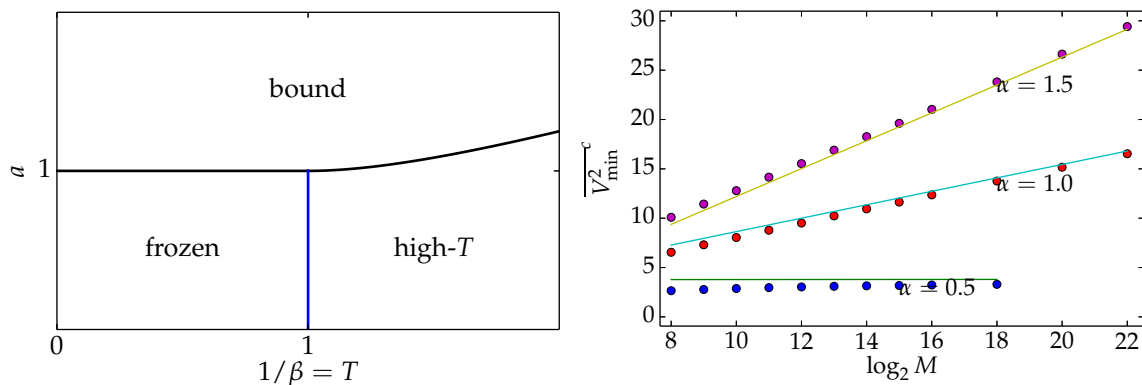 bound
a
1
frozen
high-T
0
1
1/β = T
30
25
20
15
10
5
0
V²min c
α = 1.5
α = 1.0
α = 0.5
8 10 12 14 16 18 20 22
log₂ M